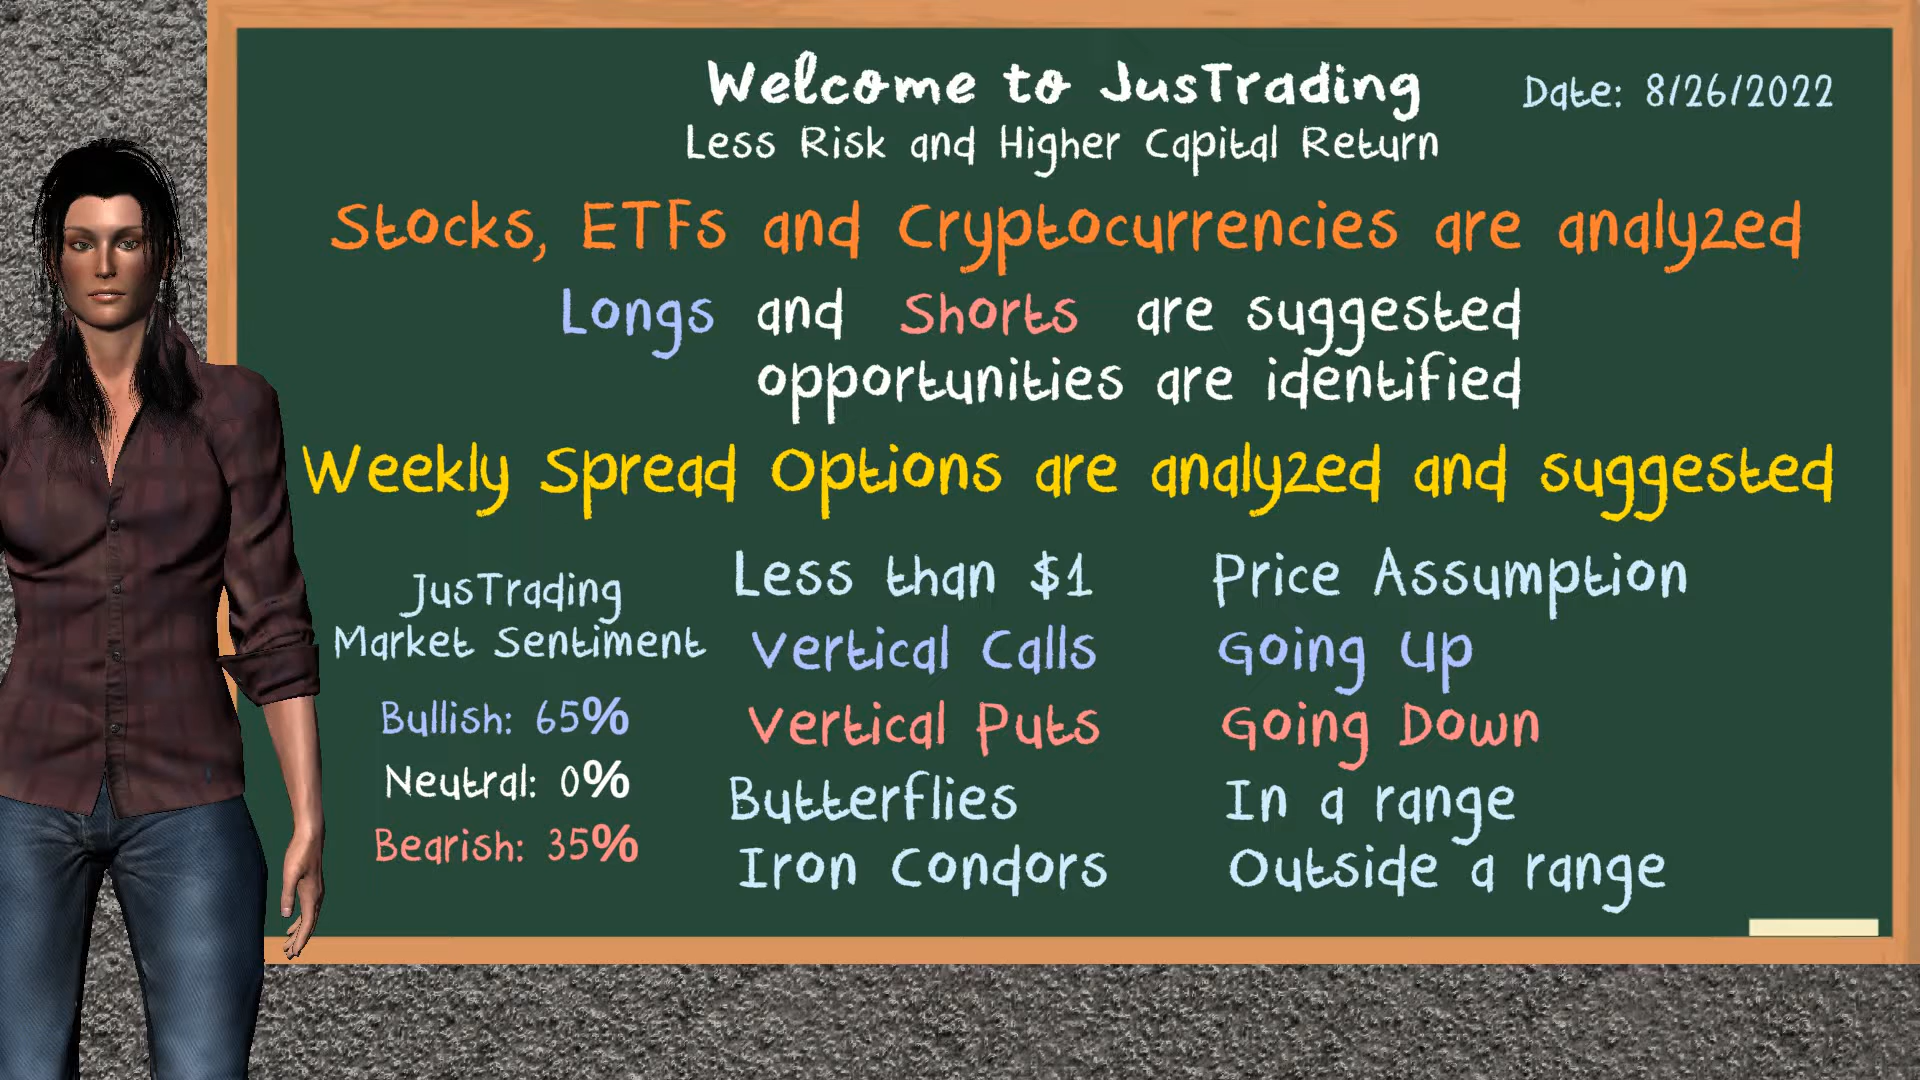 Welcome to JusTrading
Date: 8/26/2022
Less Risk and Higher Capital Return
Stocks, ETFs and Cryptocurrencies are analyzed
Longs and Shorts are suggested
opportunities are identified
Weekly Spread Options are analyzed and suggested
JusTrading
Market Sentiment
Bullish: 65%
Neutral: 0%
Bearish: 35%
Less than $1 Price Assumption
Vertical Calls Going Up
Vertical Puts Going Down
Butterflies In a range
Iron Condors Outside a range